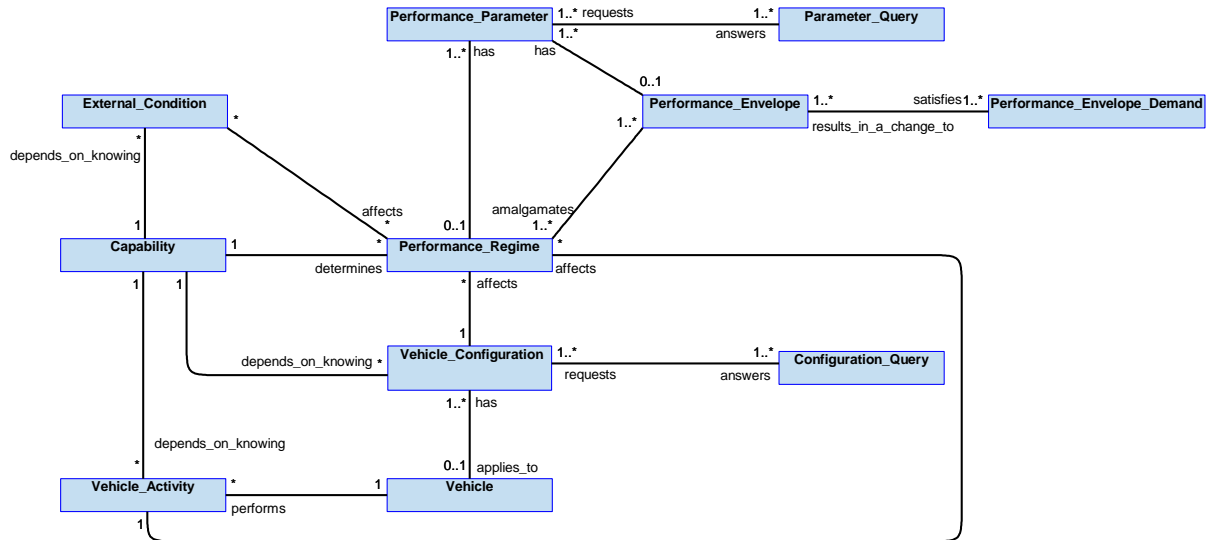 Performance_Parameter
1..*
requests
1..*
Parameter_Query
answers
1..*
has
has
1..*
0..1
External_Condition
Performance_Envelope
1..*
satisfies
1..*
Performance_Envelope_Demand
*
*
1..*
results_in_a_change_to
depends_on_knowing
affects
*
amalgamates
1..*
0..1
1
Capability
1
*
Performance_Regime
*
determines
affects
1
1
*
affects
1
Vehicle_Configuration
1..*
1..*
Configuration_Query
depends_on_knowing
*
requests
answers
1..*
has
depends_on_knowing
*
0..1
applies_to
Vehicle_Activity
*
1
Vehicle
performs
1